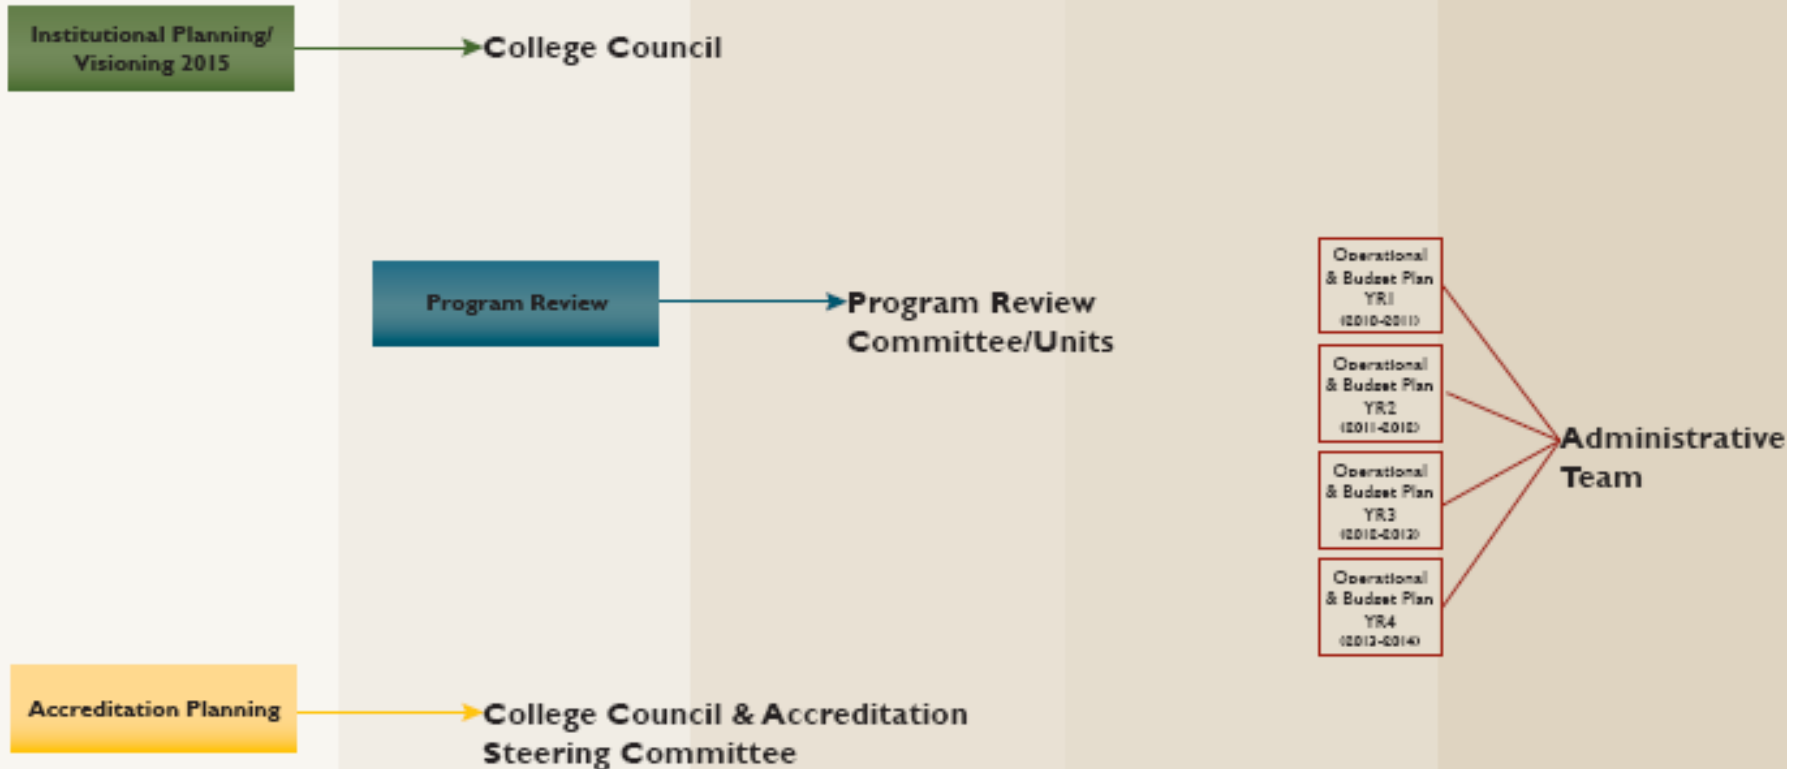 Institutional Planning/
Visioning 2015
College Council
Program Review
Program Review
Committee/Units
Operational
& Budget Plan
YR1
(2010-2011)
Operational
& Budget Plan
YR2
(2011-2012)
Operational
& Budget Plan
YR3
(2012-2013)
Operational
& Budget Plan
YR4
(2013-2014)
Administrative
Team
Accreditation Planning
College Council & Accreditation
Steering Committee